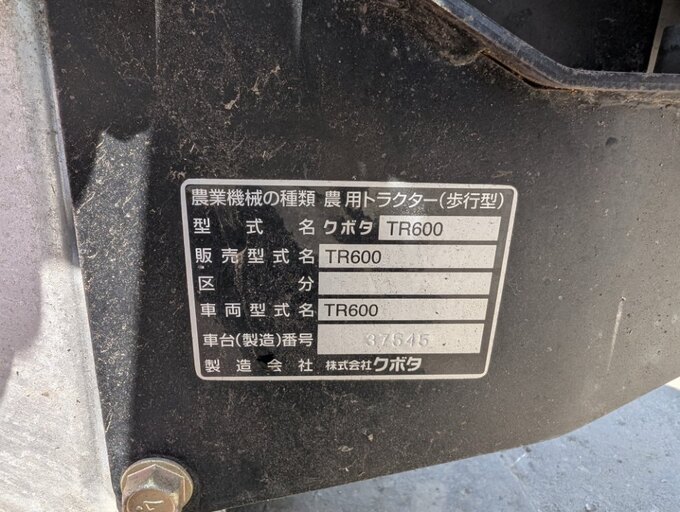 農業機械の種類 農用トラクター(歩行型)
型式名 クボタ TR600
販売型式名 TR600
区分
車両型式名 TR600
車台(製造)番号 37545
製造会社 株式会社クボタ